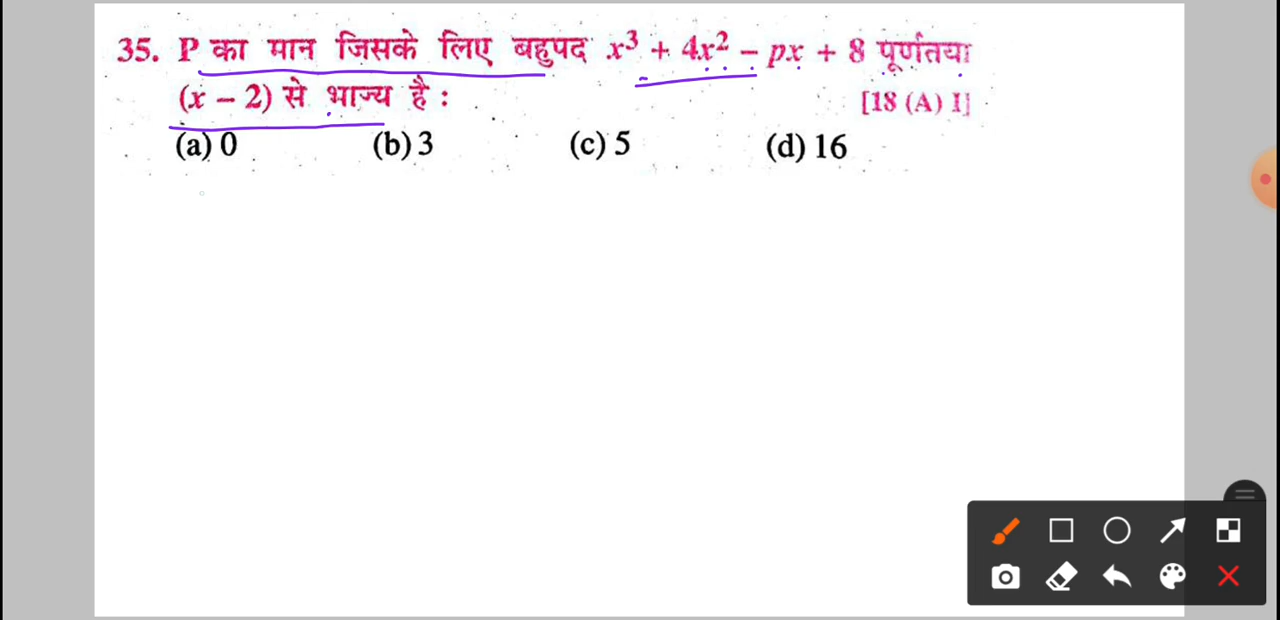 35. P का मान जिसके लिए बहुपद x³ + 4x² − px + 8 पूर्णतया
(x − 2) से भाज्य है :
[18 (A) I]
(a) 0 (b) 3 (c) 5 (d) 16